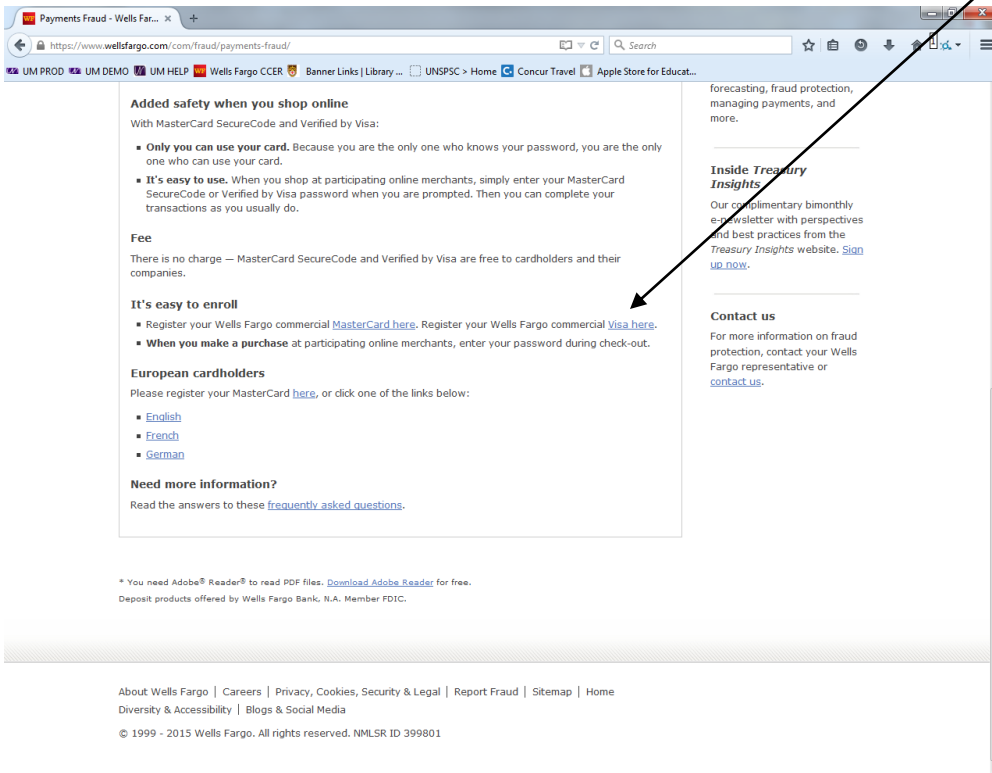 Payments Fraud - Wells Far...
https://www.wellsfargo.com/com/fraud/payments-fraud/
Search
UM PROD UM DEMO UM HELP Wells Fargo CCER Banner Links | Library ... UNSPSC > Home Concur Travel Apple Store for Educat...
Added safety when you shop online
With MasterCard SecureCode and Verified by Visa:
▪ Only you can use your card. Because you are the only one who knows your password, you are the only
one who can use your card.
▪ It's easy to use. When you shop at participating online merchants, simply enter your MasterCard
SecureCode or Verified by Visa password when you are prompted. Then you can complete your
transactions as you usually do.
Fee
There is no charge — MasterCard SecureCode and Verified by Visa are free to cardholders and their
companies.
It's easy to enroll
▪ Register your Wells Fargo commercial MasterCard here. Register your Wells Fargo commercial Visa here.
▪ When you make a purchase at participating online merchants, enter your password during check-out.
European cardholders
Please register your MasterCard here, or click one of the links below:
▪ English
▪ French
▪ German
Need more information?
Read the answers to these frequently asked questions.
forecasting, fraud protection,
managing payments, and
more.
Inside Treasury
Insights
Our complimentary bimonthly
e-newsletter with perspectives
and best practices from the
Treasury Insights website. Sign
up now.
Contact us
For more information on fraud
protection, contact your Wells
Fargo representative or
contact us.
* You need Adobe® Reader® to read PDF files. Download Adobe Reader for free.
Deposit products offered by Wells Fargo Bank, N.A. Member FDIC.
About Wells Fargo | Careers | Privacy, Cookies, Security & Legal | Report Fraud | Sitemap | Home
Diversity & Accessibility | Blogs & Social Media
© 1999 - 2015 Wells Fargo. All rights reserved. NMLSR ID 399801